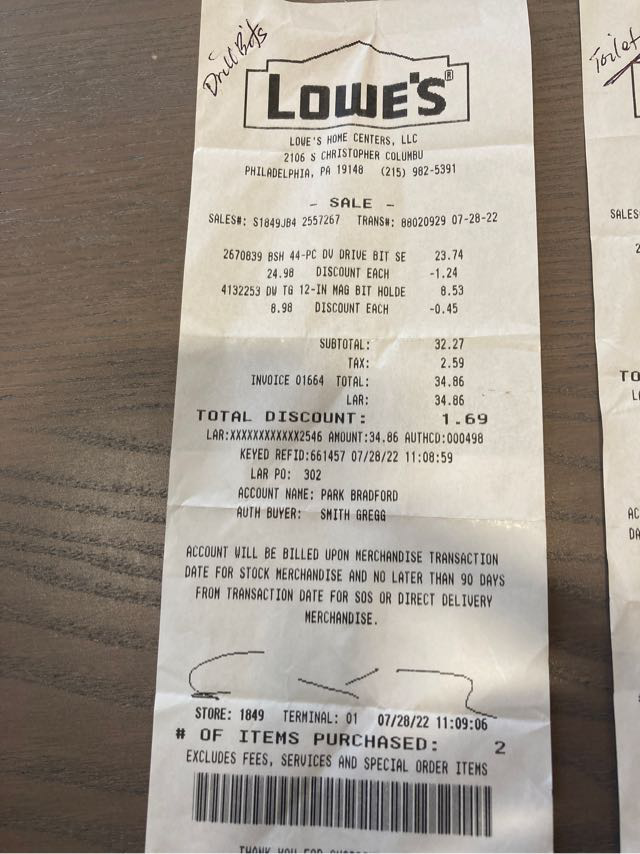 Drill Bits
LOWE'S®
LOWE'S HOME CENTERS, LLC
2106 S CHRISTOPHER COLUMBU
PHILADELPHIA, PA 19148 (215) 982-5391
- SALE -
SALES#: S1849JB4 2557267 TRANS#: 88020929 07-28-22
2670839 BSH 44-PC DV DRIVE BIT SE 23.74
24.98 DISCOUNT EACH -1.24
4132253 DW TG 12-IN MAG BIT HOLDE 8.53
8.98 DISCOUNT EACH -0.45
SUBTOTAL: 32.27
TAX: 2.59
INVOICE 01664 TOTAL: 34.86
LAR: 34.86
TOTAL DISCOUNT: 1.69
LAR:XXXXXXXXXXXX2546 AMOUNT:34.86 AUTHCD:000498
KEYED REFID:661457 07/28/22 11:08:59
LAR PO: 302
ACCOUNT NAME: PARK BRADFORD
AUTH BUYER: SMITH GREGG
ACCOUNT WILL BE BILLED UPON MERCHANDISE TRANSACTION
DATE FOR STOCK MERCHANDISE AND NO LATER THAN 90 DAYS
FROM TRANSACTION DATE FOR SOS OR DIRECT DELIVERY
MERCHANDISE.
STORE: 1849 TERMINAL: 01 07/28/22 11:09:06
# OF ITEMS PURCHASED: 2
EXCLUDES FEES, SERVICES AND SPECIAL ORDER ITEMS
THANK YOU FOR
Toilet
SALES
2
TO
L
AC
DA